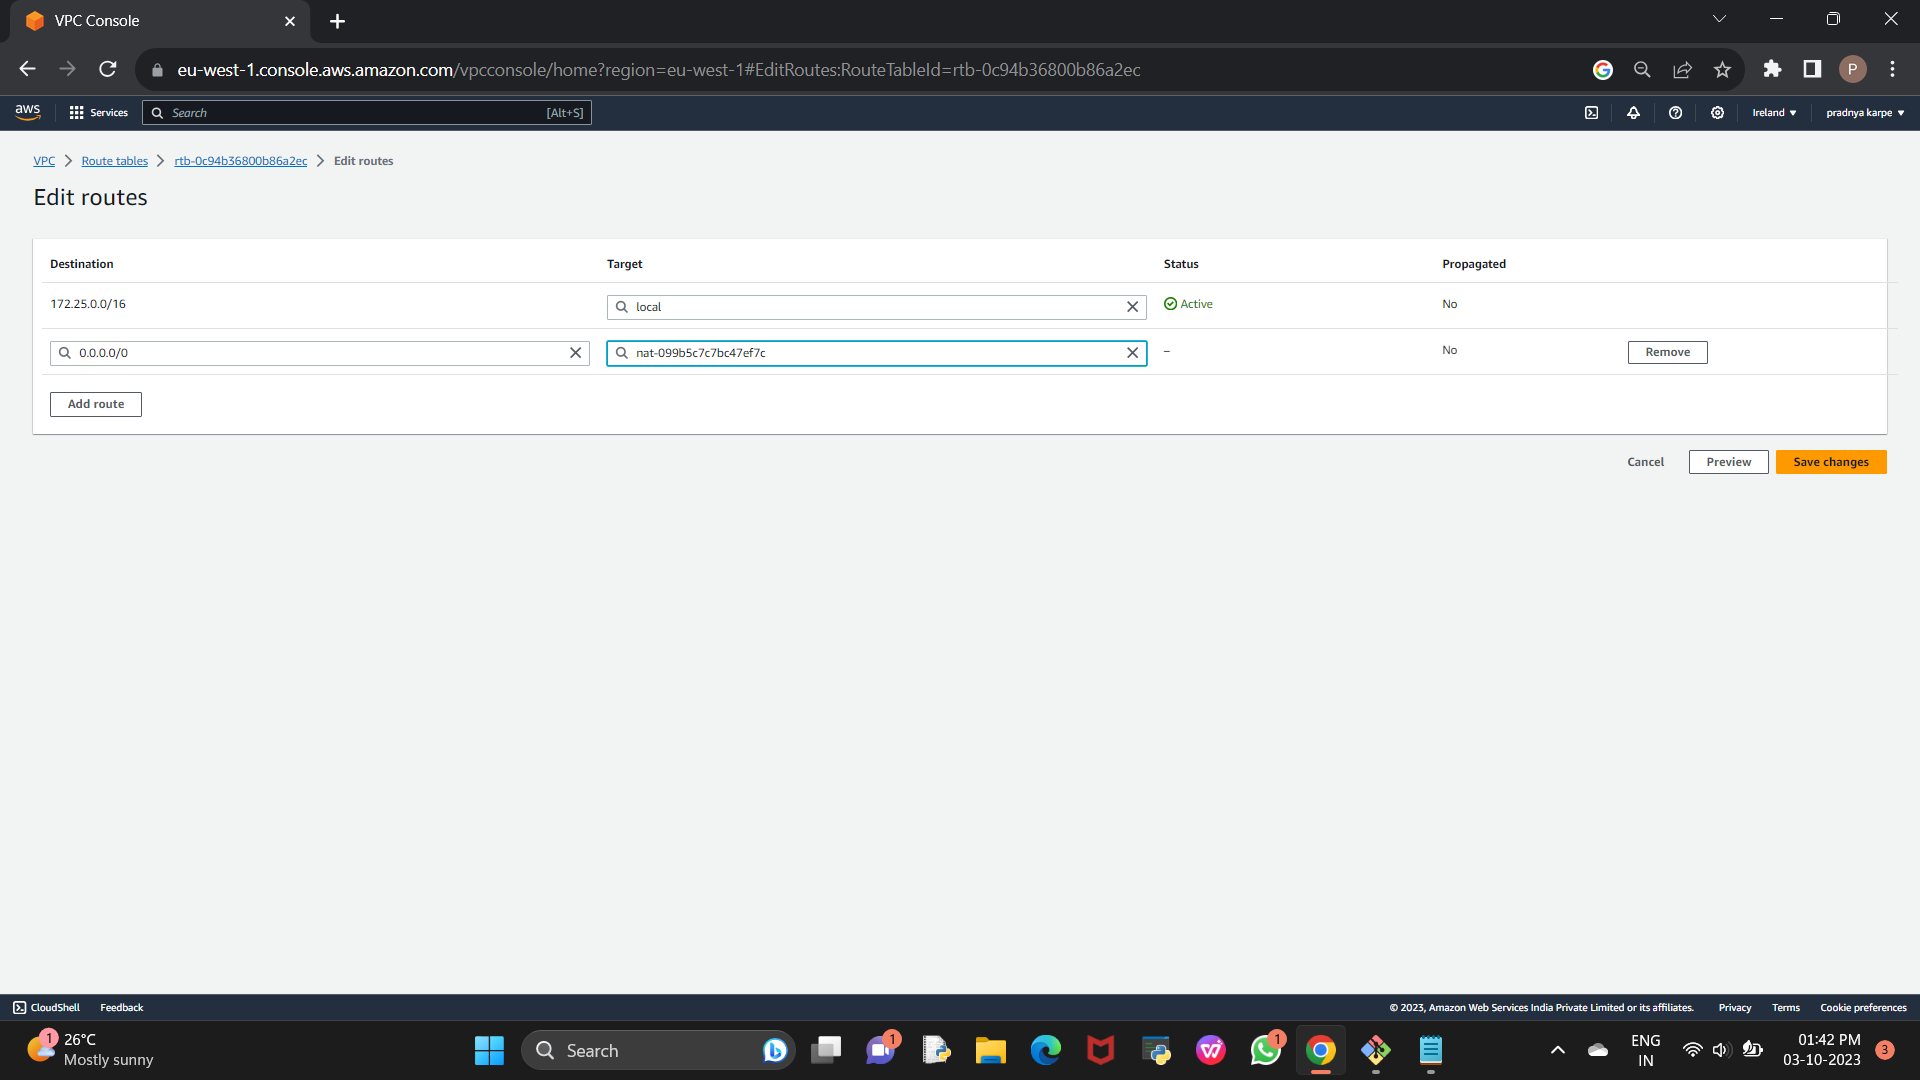 VPC Console
eu-west-1.console.aws.amazon.com/vpcconsole/home?region=eu-west-1#EditRoutes:RouteTableId=rtb-0c94b36800b86a2ec
P
aws
Services
Search
[Alt+S]
Ireland
pradnya karpe
VPC
Route tables
rtb-0c94b36800b86a2ec
Edit routes
Edit routes
Destination
Target
Status
Propagated
172.25.0.0/16
local
Active
No
0.0.0.0/0
nat-099b5c7c7bc47ef7c
–
No
Remove
Add route
Cancel
Preview
Save changes
CloudShell
Feedback
© 2023, Amazon Web Services India Private Limited or its affiliates.
Privacy
Terms
Cookie preferences
1
26°C
Mostly sunny
Search
1
1
ENG
IN
01:42 PM
03-10-2023
3